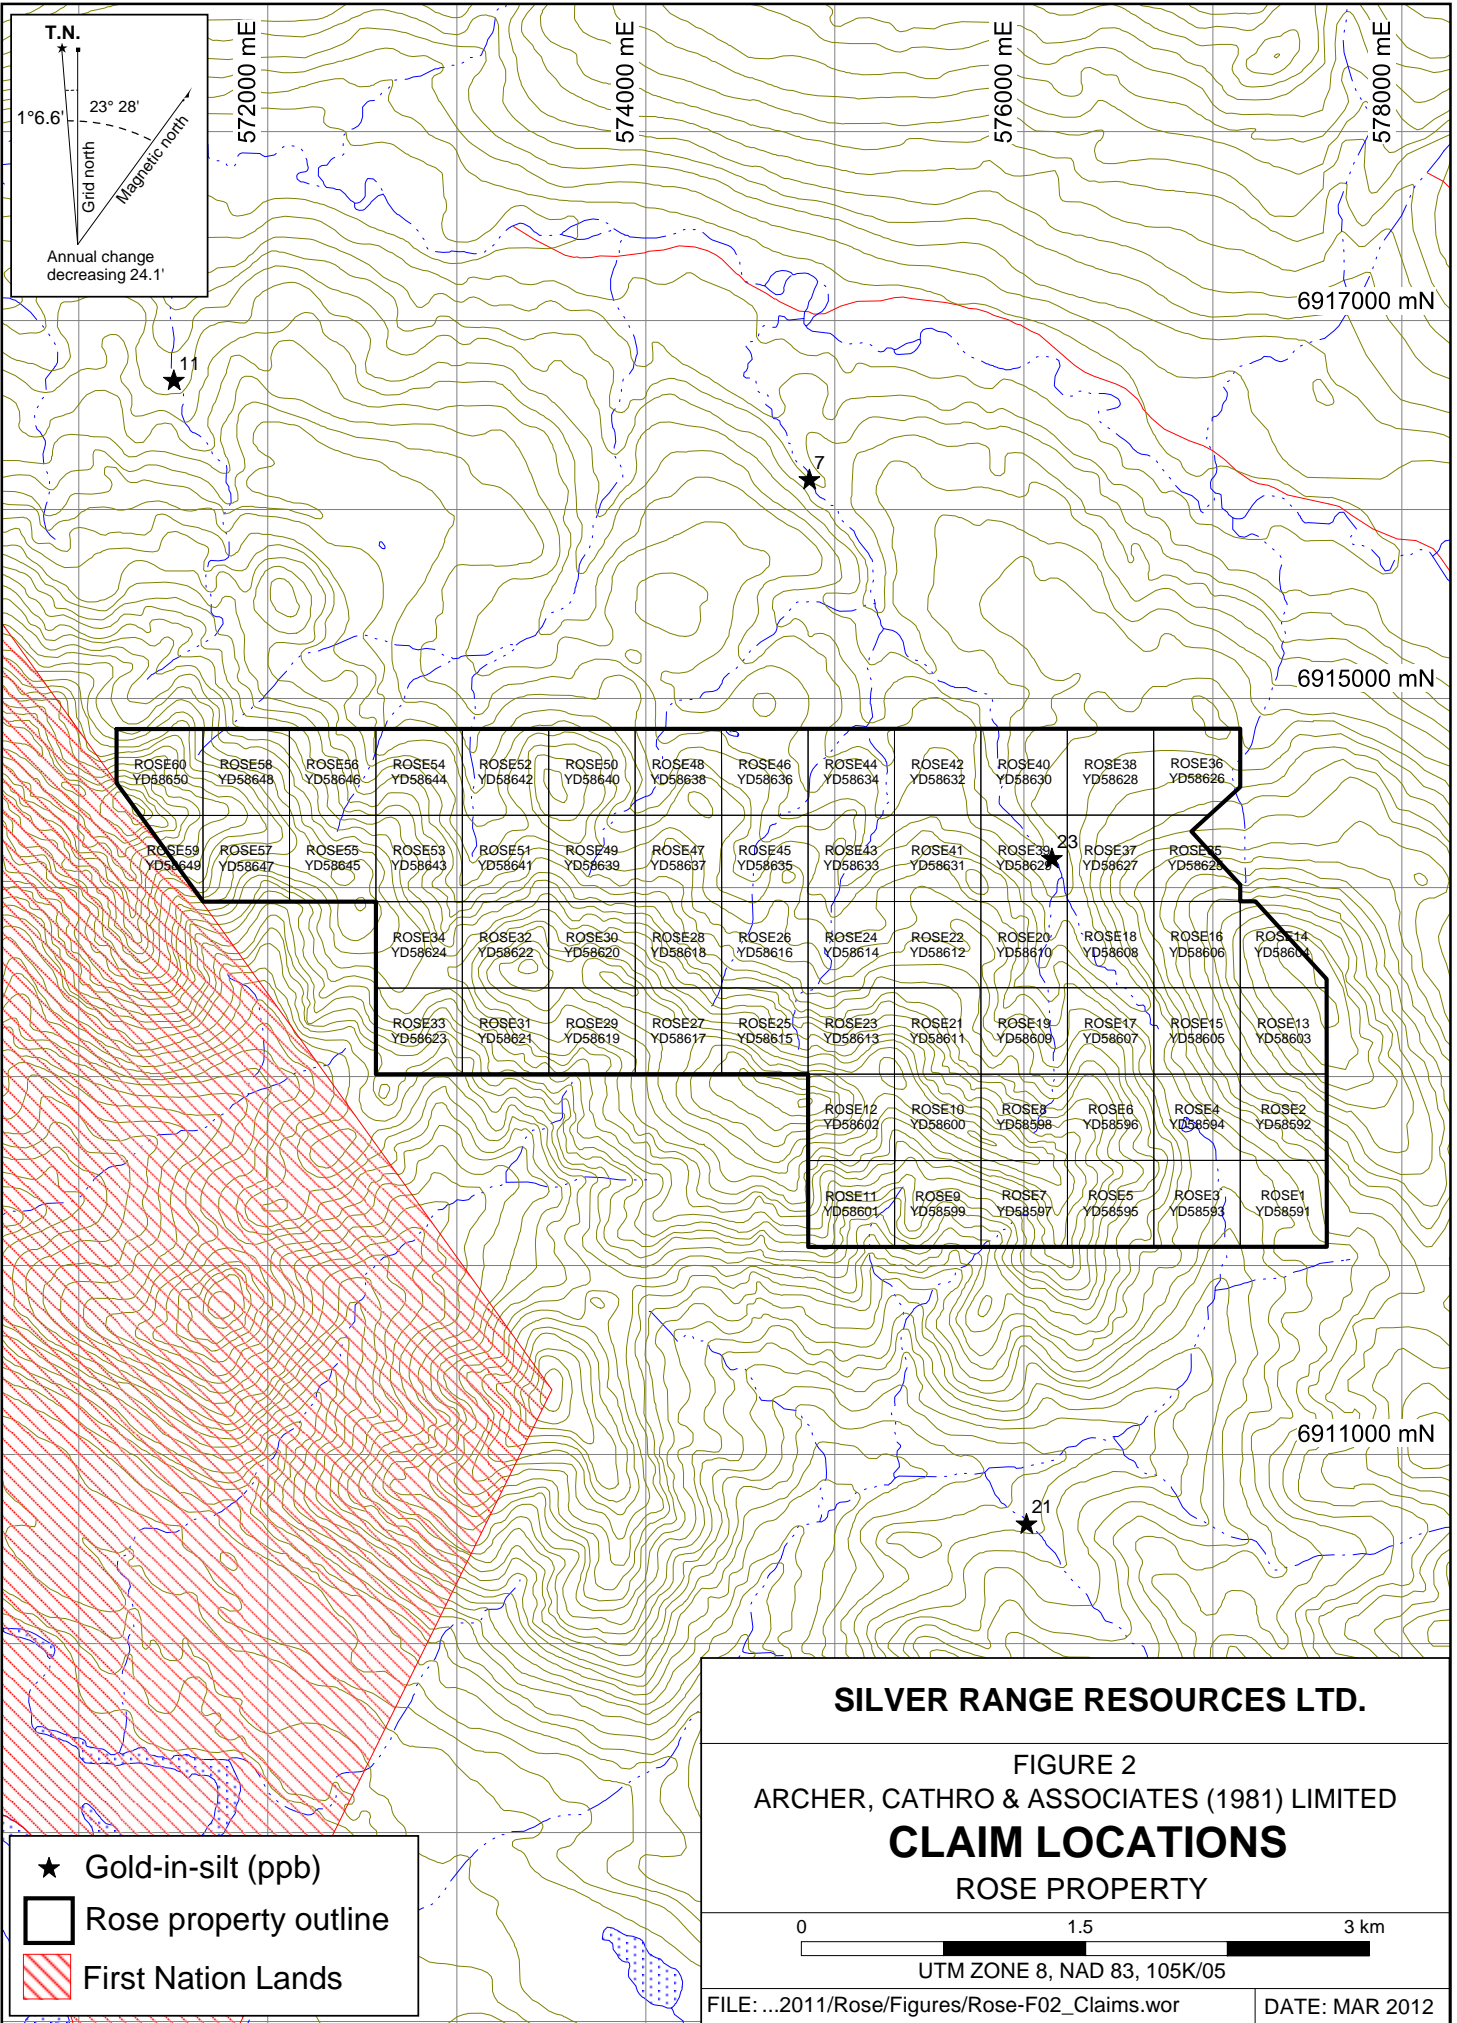 T.N.
1°6.6'
23° 28'
Grid north
Magnetic north
Annual change
decreasing 24.1'
572000 mE
574000 mE
576000 mE
578000 mE
6917000 mN
11
7
6915000 mN
ROSE60
YD58650
ROSE58
YD58648
ROSE56
YD58646
ROSE54
YD58644
ROSE52
YD58642
ROSE50
YD58640
ROSE48
YD58638
ROSE46
YD58636
ROSE44
YD58634
ROSE42
YD58632
ROSE40
YD58630
ROSE38
YD58628
ROSE36
YD58626
ROSE59
YD58649
ROSE57
YD58647
ROSE55
YD58645
ROSE53
YD58643
ROSE51
YD58641
ROSE49
YD58639
ROSE47
YD58637
ROSE45
YD58635
ROSE43
YD58633
ROSE41
YD58631
ROSE39
YD58629
23
ROSE37
YD58627
ROSE35
YD58625
ROSE34
YD58624
ROSE32
YD58622
ROSE30
YD58620
ROSE28
YD58618
ROSE26
YD58616
ROSE24
YD58614
ROSE22
YD58612
ROSE20
YD58610
ROSE18
YD58608
ROSE16
YD58606
ROSE14
YD58604
ROSE33
YD58623
ROSE31
YD58621
ROSE29
YD58619
ROSE27
YD58617
ROSE25
YD58615
ROSE23
YD58613
ROSE21
YD58611
ROSE19
YD58609
ROSE17
YD58607
ROSE15
YD58605
ROSE13
YD58603
ROSE12
YD58602
ROSE10
YD58600
ROSE8
YD58598
ROSE6
YD58596
ROSE4
YD58594
ROSE2
YD58592
ROSE11
YD58601
ROSE9
YD58599
ROSE7
YD58597
ROSE5
YD58595
ROSE3
YD58593
ROSE1
YD58591
6911000 mN
21
SILVER RANGE RESOURCES LTD.
FIGURE 2
ARCHER, CATHRO & ASSOCIATES (1981) LIMITED
CLAIM LOCATIONS
ROSE PROPERTY
0 1.5 3 km
UTM ZONE 8, NAD 83, 105K/05
FILE: ...2011/Rose/Figures/Rose-F02_Claims.wor
DATE: MAR 2012
Gold-in-silt (ppb)
Rose property outline
First Nation Lands